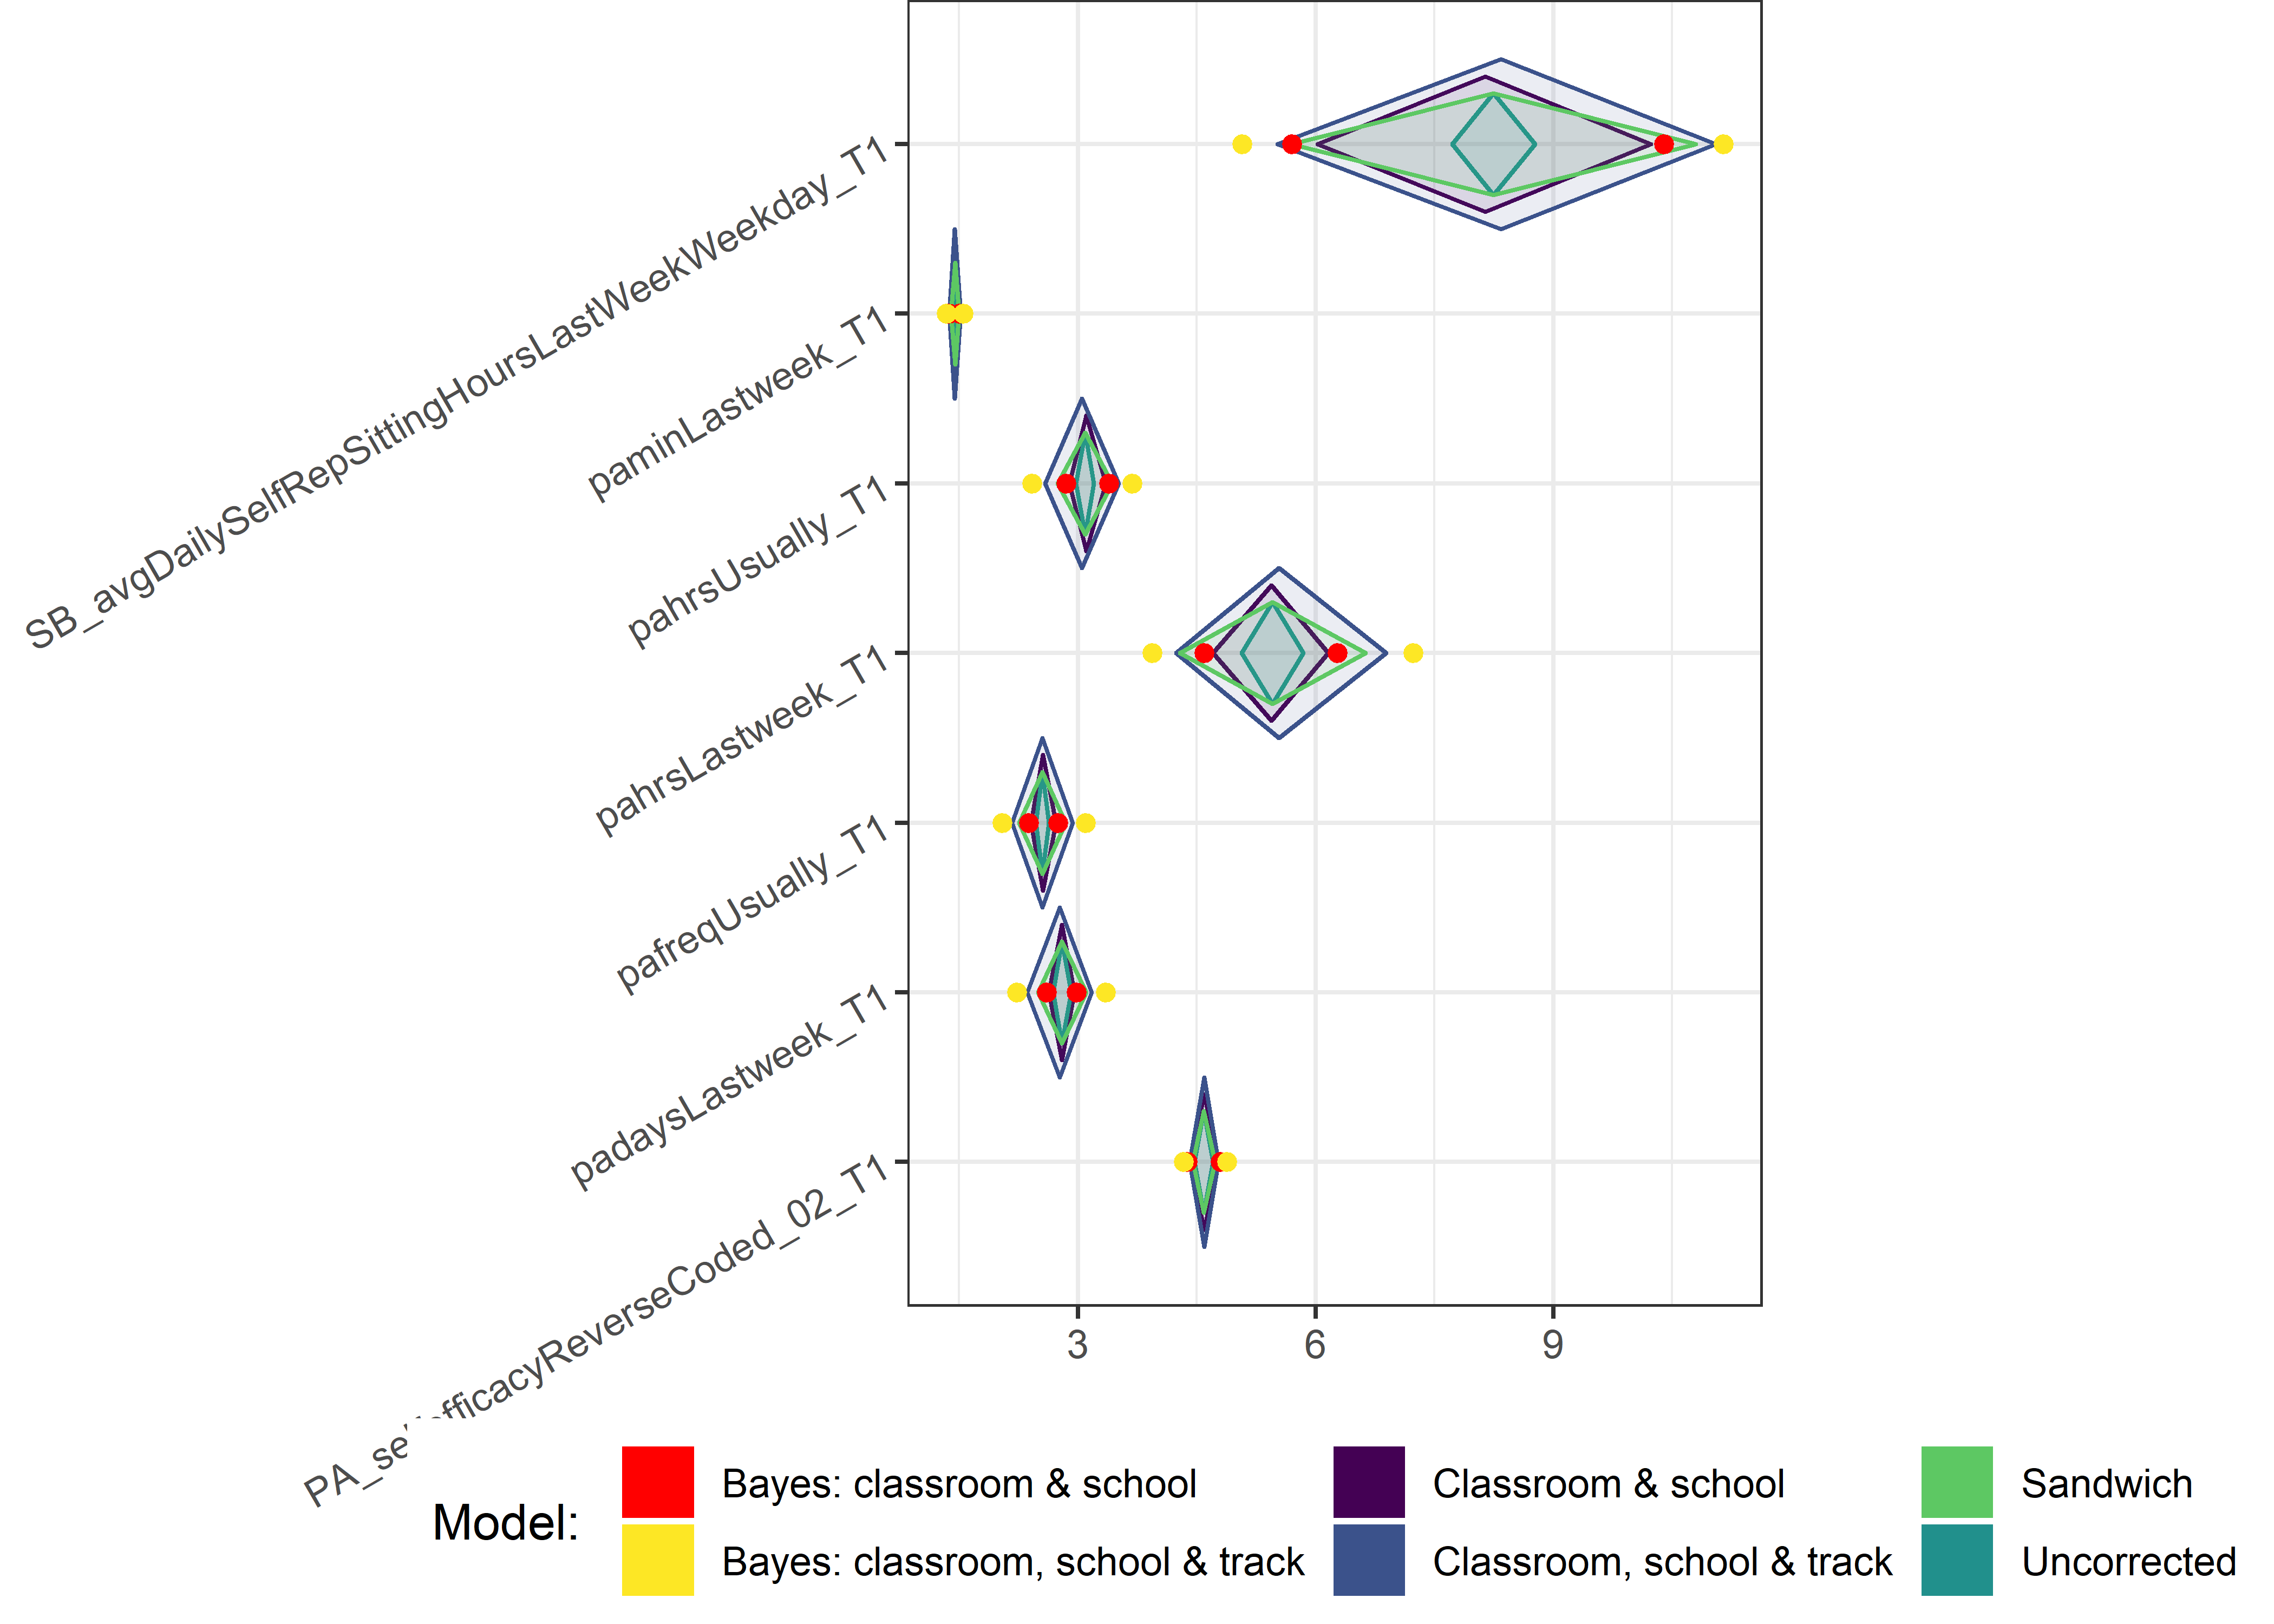 SB_avgDailySelfRepSittingHoursLastWeekWeekday_T1
paminLastweek_T1
pahrsUsually_T1
pahrsLastweek_T1
pafreqUsually_T1
padaysLastweek_T1
3 6 9
Model:
Bayes: classroom & school
Classroom & school
Sandwich
Bayes: classroom, school & track
Classroom, school & track
Uncorrected